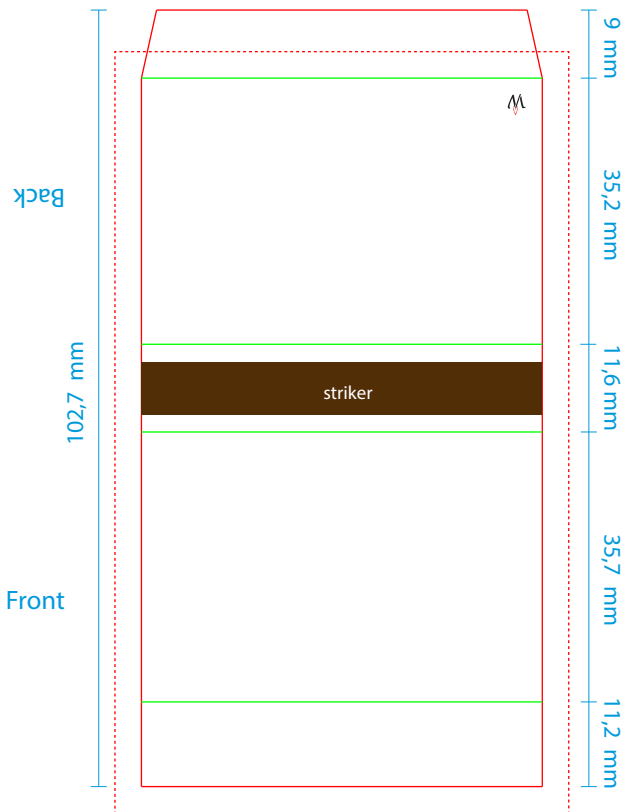 9 mm
Back
35,2 mm
102,7 mm
11,6 mm
striker
35,7 mm
Front
11,2 mm